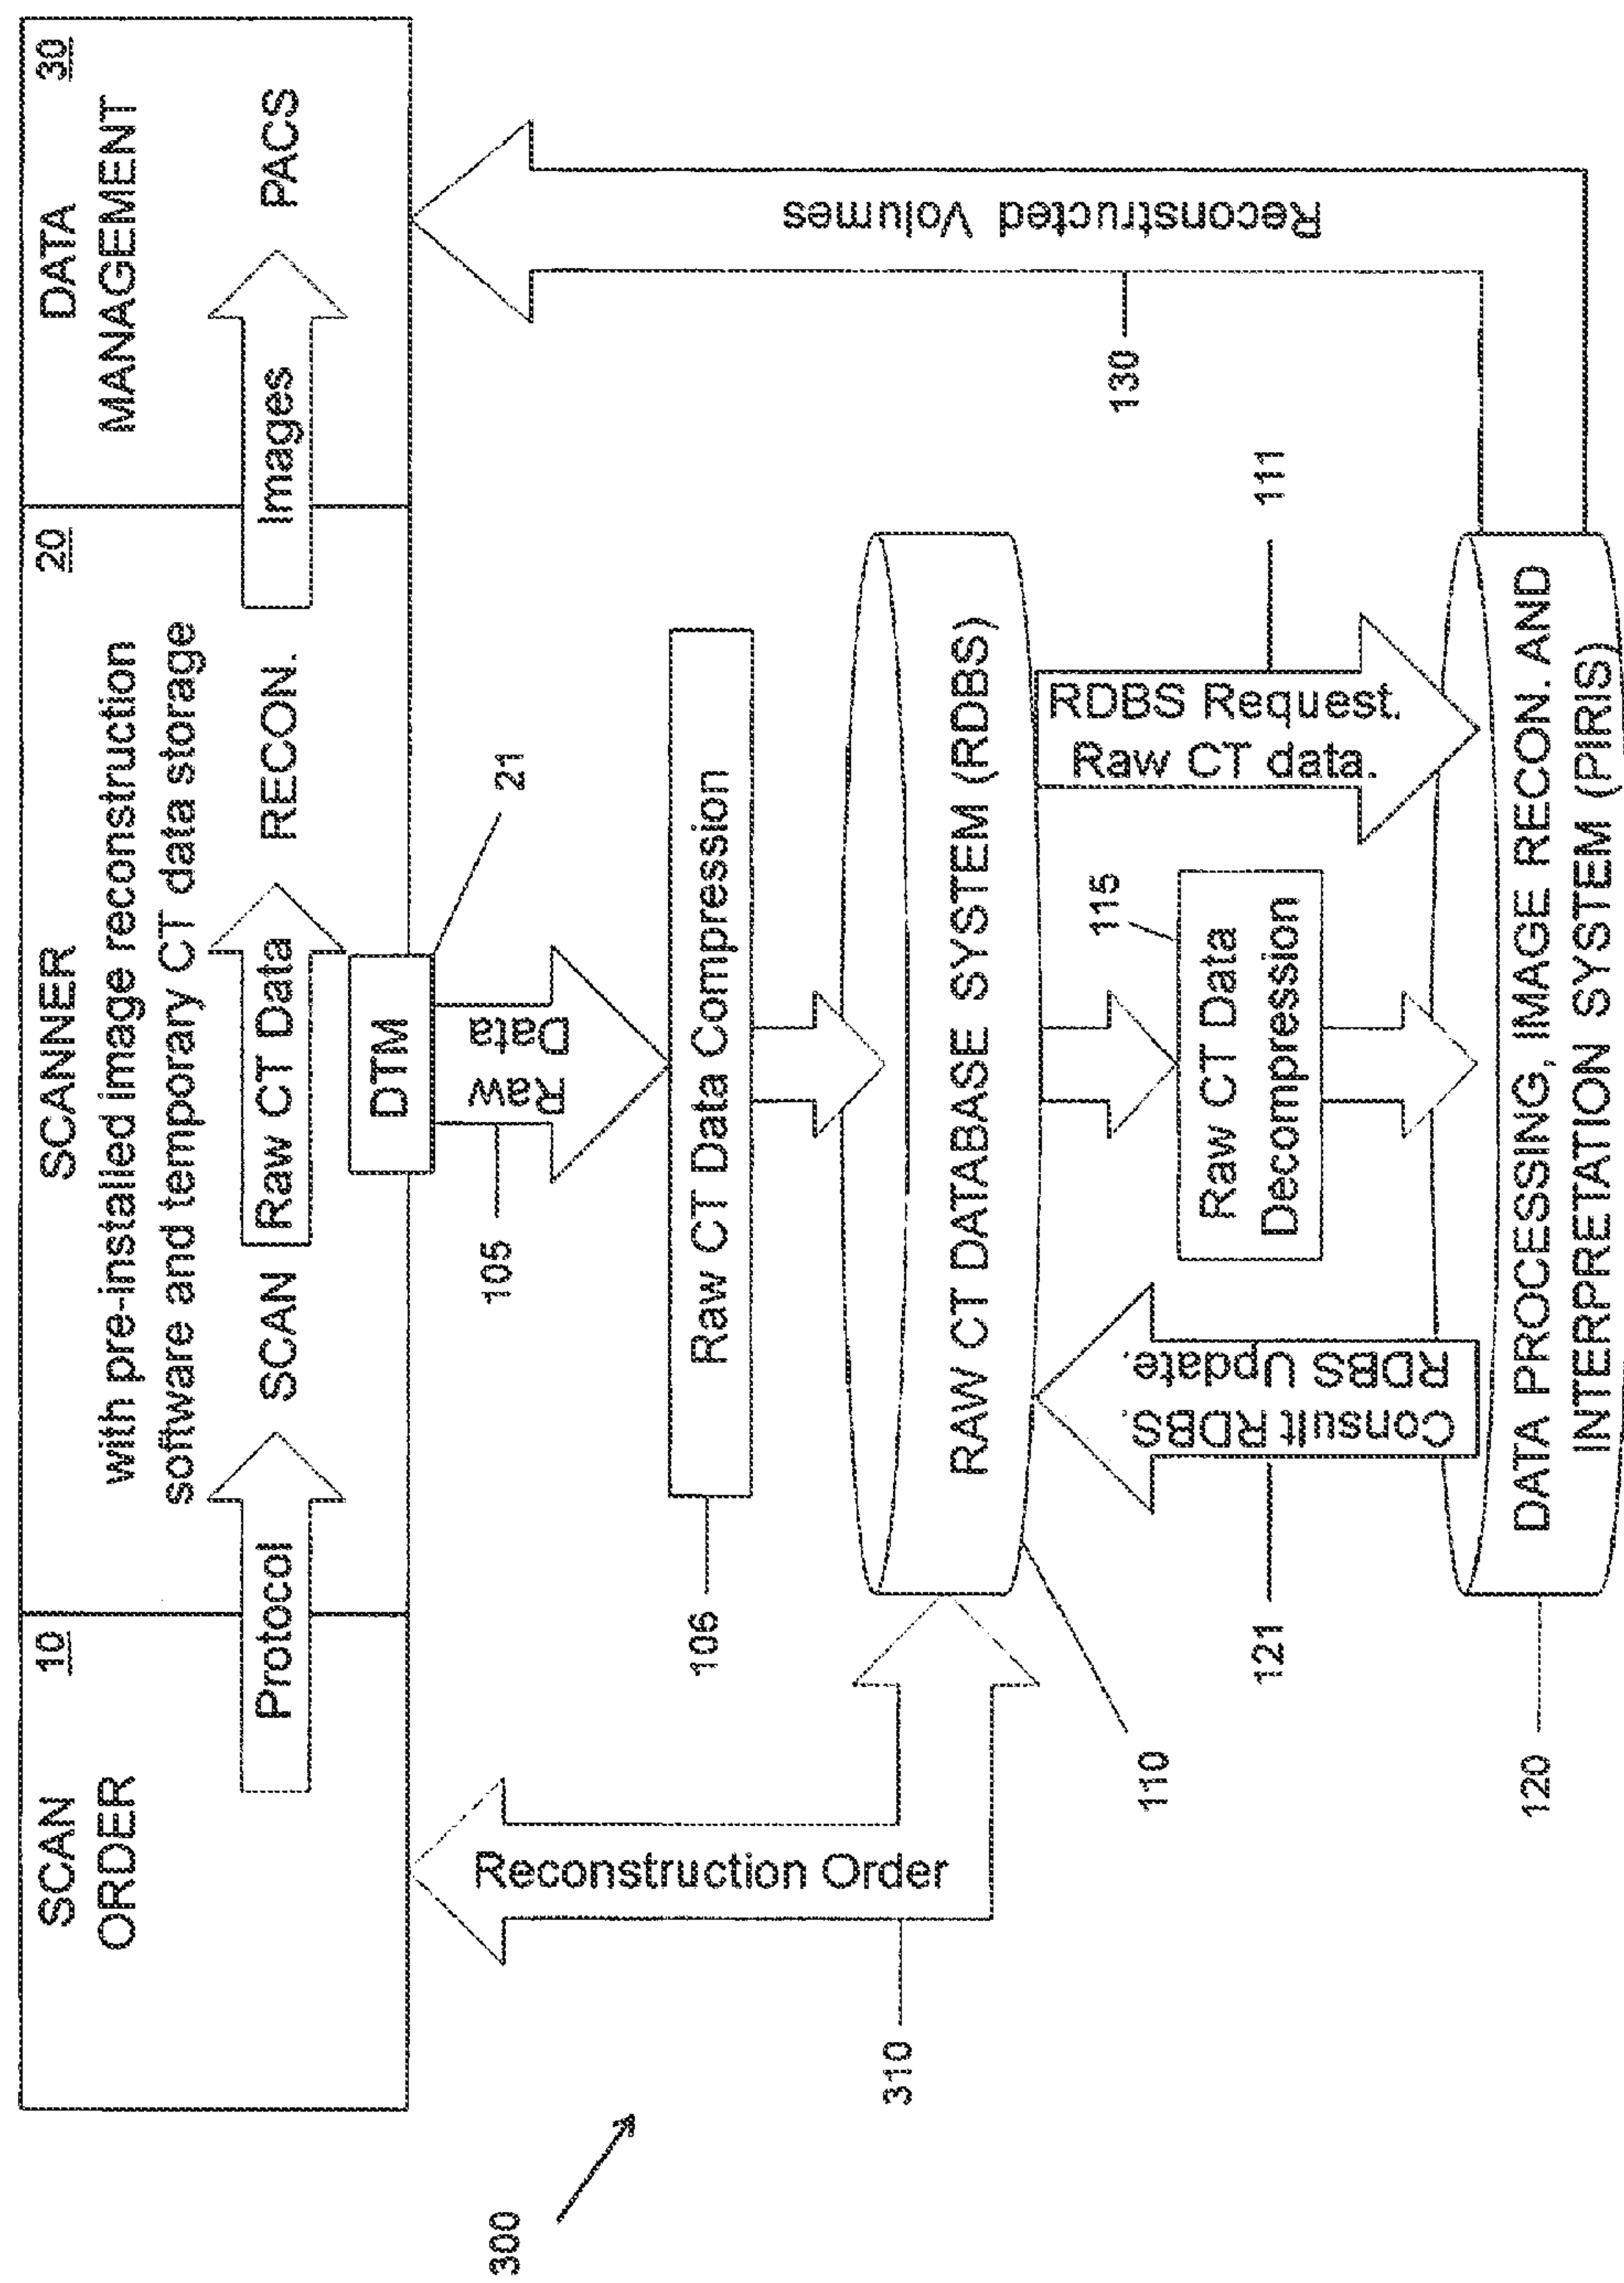 SCAN
ORDER
10
Protocol
SCANNER
20
with pre-installed image reconstruction
software and temporary CT data storage
SCAN
Raw CT Data
RECON.
Images
DATA
MANAGEMENT
30
PACS
DTM
21
Raw
Data
105
Raw CT Data Compression
106
RAW CT DATABASE SYSTEM (RDBS)
110
Reconstruction Order
310
300
Consult RDBS.
RDBS Update.
121
Raw CT Data
Decompression
115
RDBS Request.
Raw CT data.
111
Reconstructed Volumes
130
DATA PROCESSING, IMAGE RECON. AND
INTERPRETATION SYSTEM (PIRIS)
120